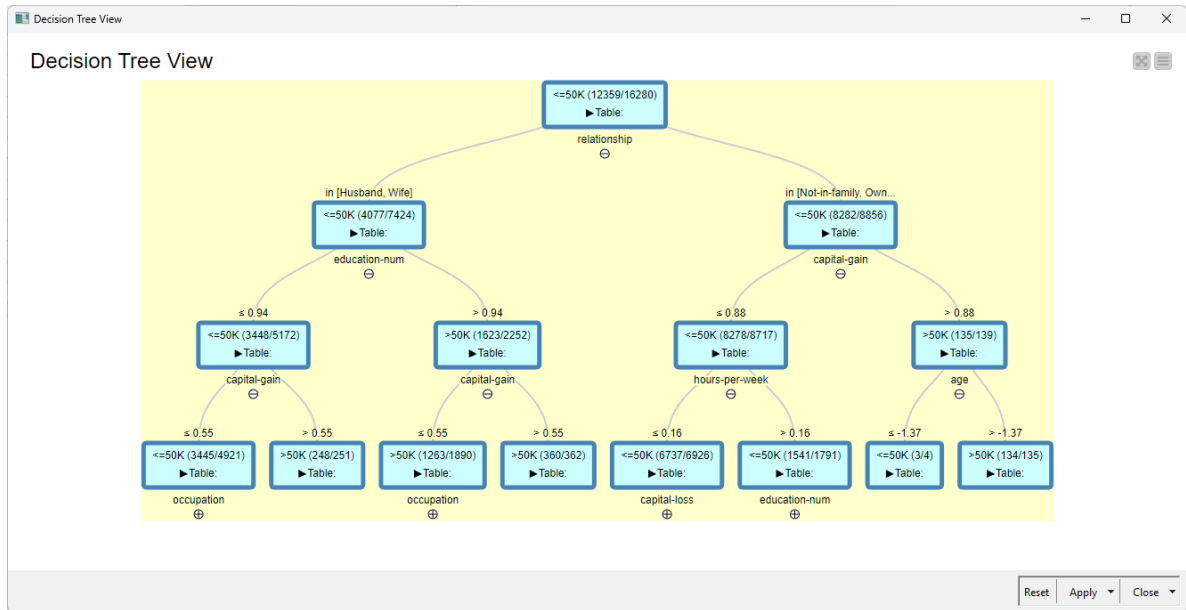 Decision Tree View
Decision Tree View
<=50K (12359/16280)
▶Table:
relationship
in [Husband, Wife]
in [Not-in-family, Own...
<=50K (4077/7424)
▶Table:
<=50K (8282/8856)
▶Table:
education-num
capital-gain
≤ 0.94
> 0.94
≤ 0.88
> 0.88
<=50K (3448/5172)
▶Table:
>50K (1623/2252)
▶Table:
<=50K (8278/8717)
▶Table:
>50K (135/139)
▶Table:
capital-gain
capital-gain
hours-per-week
age
≤ 0.55
> 0.55
≤ 0.55
> 0.55
≤ 0.16
> 0.16
≤ -1.37
> -1.37
<=50K (3445/4921)
▶Table:
>50K (248/251)
▶Table:
>50K (1263/1890)
▶Table:
>50K (360/362)
▶Table:
<=50K (6737/6926)
▶Table:
<=50K (1541/1791)
▶Table:
<=50K (3/4)
▶Table:
>50K (134/135)
▶Table:
occupation
occupation
capital-loss
education-num
Reset
Apply
Close